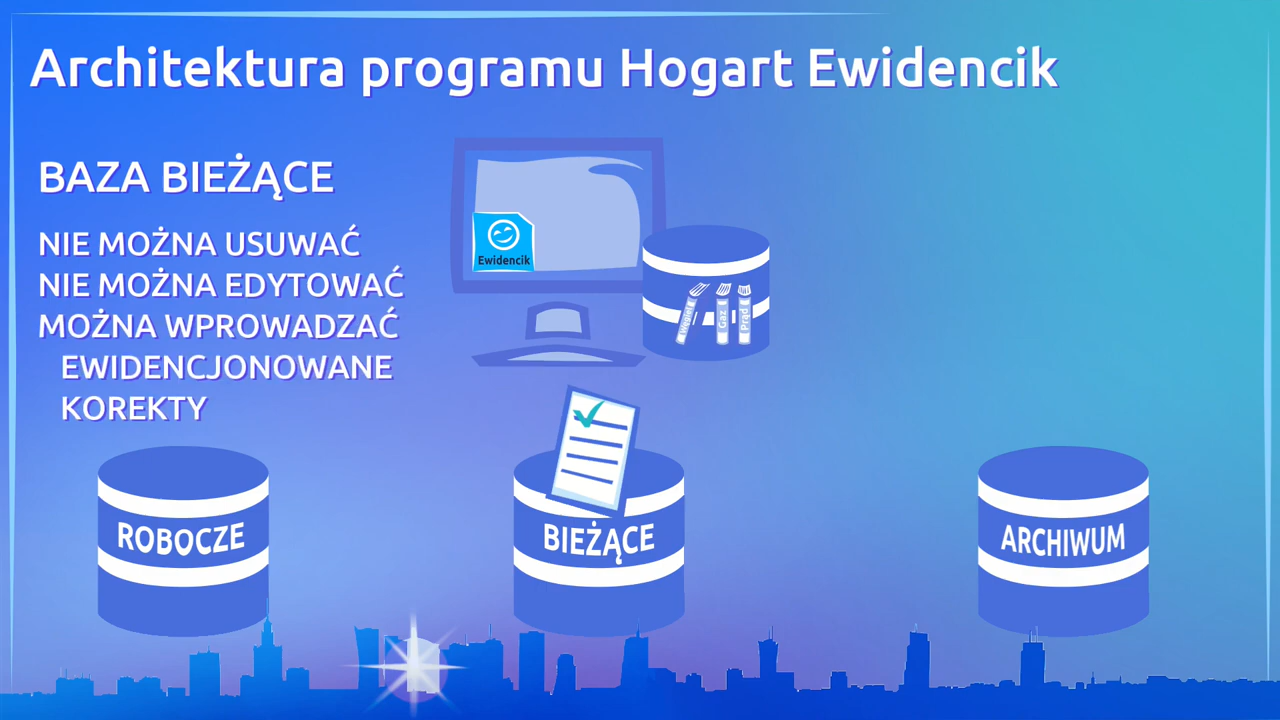 Architektura programu Hogart Ewidencik
BAZA BIEŻĄCE
NIE MOŻNA USUWAĆ
NIE MOŻNA EDYTOWAĆ
MOŻNA WPROWADZAĆ
EWIDENCJONOWANE
KOREKTY
Ewidencik
Węgiel
Gaz
Prąd
ROBOCZE
BIEŻĄCE
ARCHIWUM